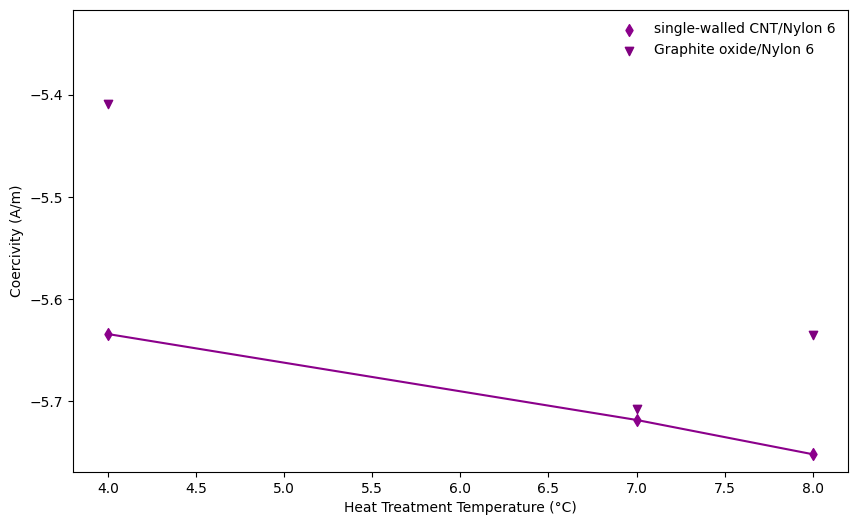 single-walled CNT/Nylon 6
Graphite oxide/Nylon 6
−5.4
−5.5
−5.6
−5.7
Coercivity (A/m)
4.0 4.5 5.0 5.5 6.0 6.5 7.0 7.5 8.0
Heat Treatment Temperature (°C)